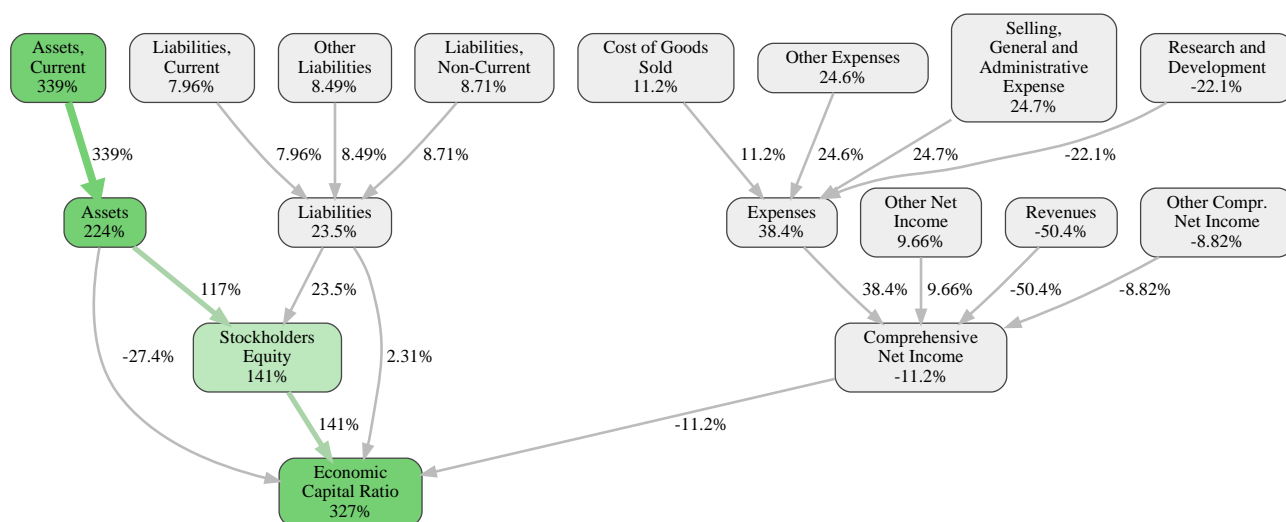 Assets,
Current
339%
Liabilities,
Current
7.96%
Other
Liabilities
8.49%
Liabilities,
Non-Current
8.71%
Cost of Goods
Sold
11.2%
Other Expenses
24.6%
Selling,
General and
Administrative
Expense
24.7%
Research and
Development
-22.1%
339%
7.96%
8.49%
8.71%
11.2%
24.6%
24.7%
-22.1%
Assets
224%
Liabilities
23.5%
Expenses
38.4%
Other Net
Income
9.66%
Revenues
-50.4%
Other Compr.
Net Income
-8.82%
117%
23.5%
38.4%
9.66%
-50.4%
-8.82%
-27.4%
Stockholders
Equity
141%
2.31%
Comprehensive
Net Income
-11.2%
141%
-11.2%
Economic
Capital Ratio
327%